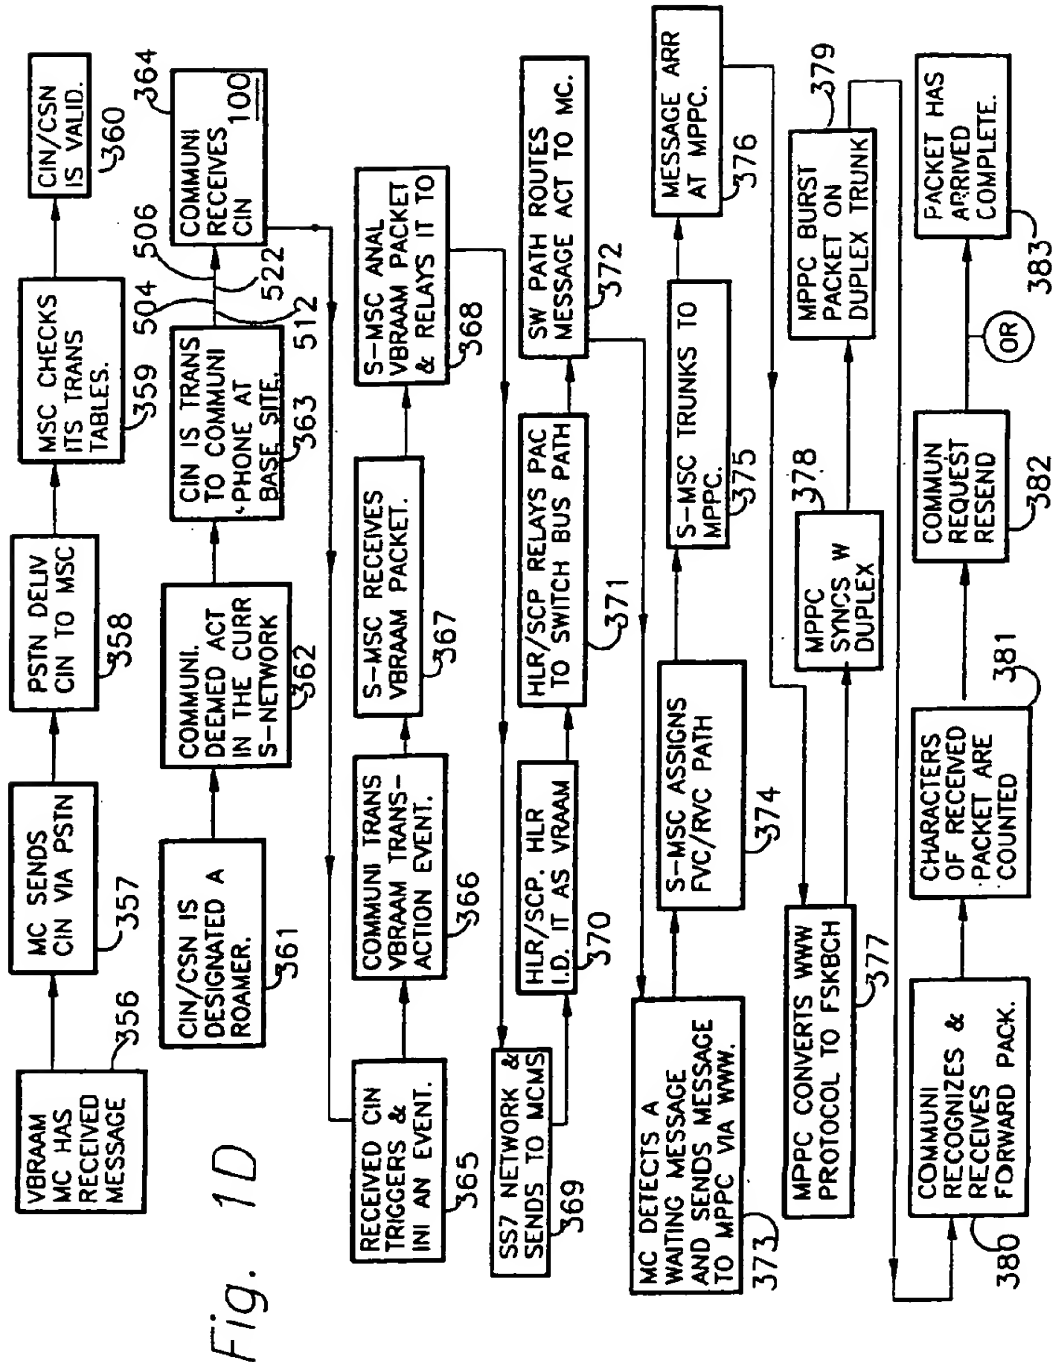 Fig. 1D
VBRAAM
MC HAS
RECEIVED
MESSAGE
356
MC SENDS
CIN VIA PSTN
357
PSTN DELIV
CIN TO MSC
358
MSC CHECKS
ITS TRANS
TABLES.
359
CIN/CSN
IS VALID.
360
CIN/CSN IS
DESIGNATED A
ROAMER.
361
COMMUNI.
DEEMED ACT
IN THE CURR
S-NETWORK
362
CIN IS TRANS
TO COMMUNI
PHONE AT
BASE SITE.
363
504
506
512
522
COMMUNI
RECEIVES
CIN
100
364
RECEIVED CIN
TRIGGERS &
INI AN EVENT.
365
COMMUNI TRANS
VBRAAM TRANS-
ACTION EVENT.
366
S-MSC RECEIVES
VBRAAM PACKET.
367
S-MSC ANAL
VBRAAM PACKET
& RELAYS IT TO
368
SS7 NETWORK &
SENDS TO MCMS
369
HLR/SCP. HLR
I.D. IT AS VRAM
370
HLR/SCP RELAYS PAC
TO SWITCH BUS PATH
371
SW PATH ROUTES
MESSAGE ACT TO MC.
372
MC DETECTS A
WAITING MESSAGE
AND SENDS MESSAGE
TO MPPC VIA WWW.
373
S-MSC ASSIGNS
FVC/RVC PATH
374
S-MSC TRUNKS TO
MPPC.
375
MESSAGE ARR
AT MPPC.
376
MPPC CONVERTS WWW
PROTOCOL TO FSKBCH
377
MPPC
SYNCS W
DUPLEX
378
MPPC BURST
PACKET ON
DUPLEX TRUNK
379
COMMUNI
RECOGNIZES &
RECEIVES
FORWARD PACK.
380
CHARACTERS
OF RECEIVED
PACKET ARE
COUNTED
381
COMMUN
REQUEST
RESEND
382
OR
PACKET HAS
ARRIVED
COMPLETE.
383